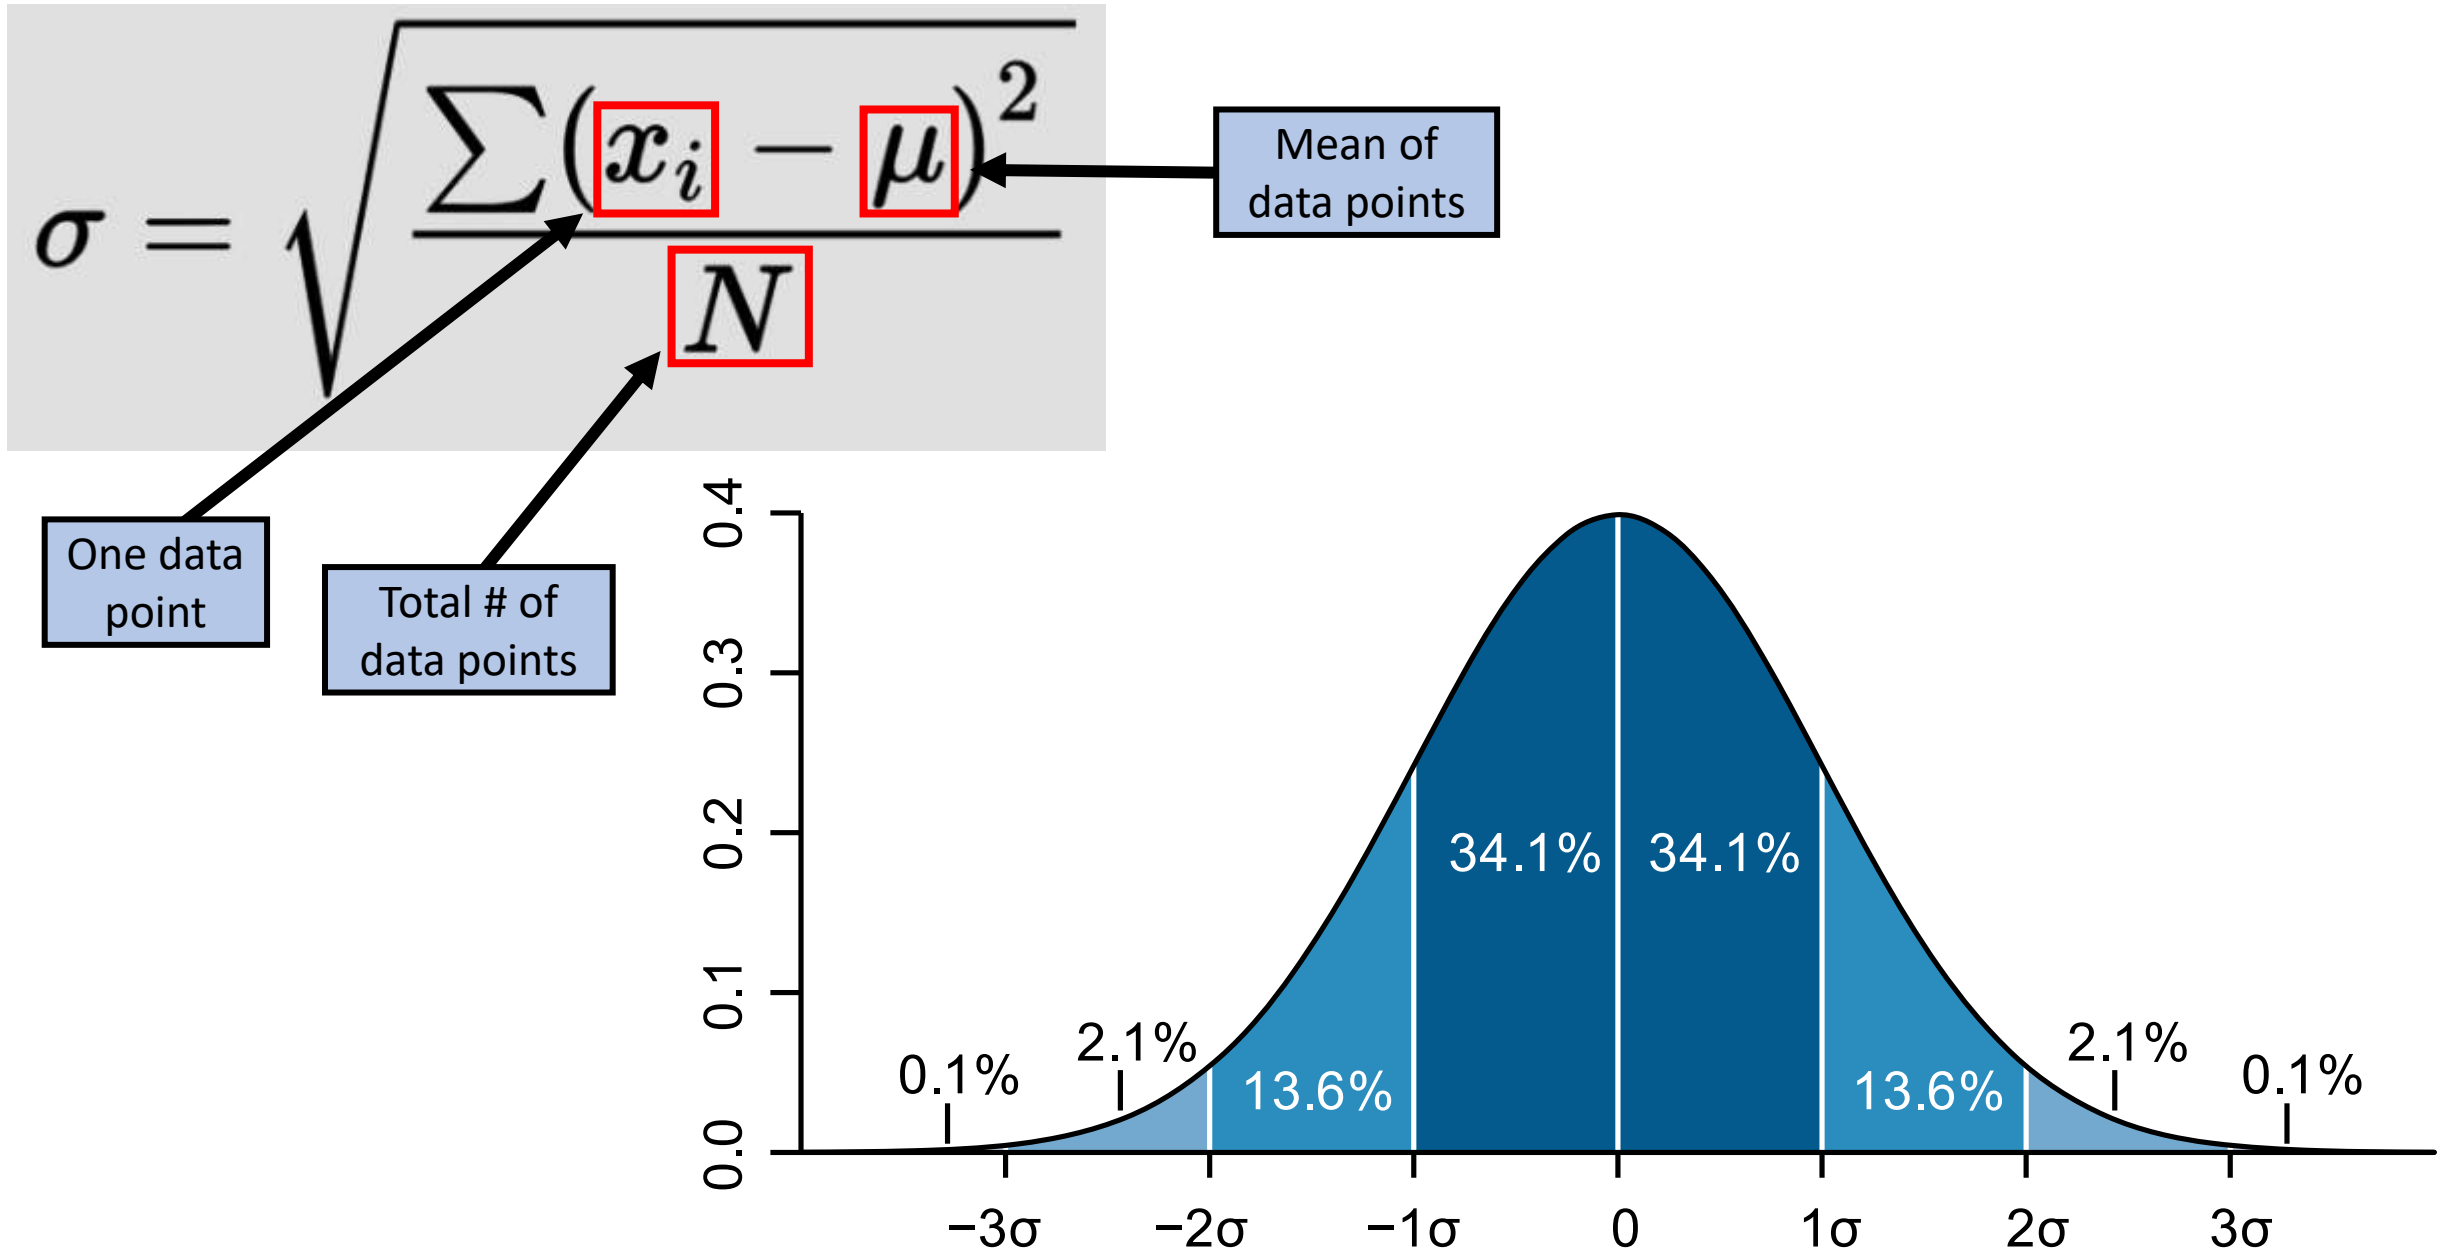 σ = √(∑(xᵢ − μ)² / N)
Mean of
data points
One data
point
Total # of
data points
0.4
0.3
0.2
0.1
0.0
34.1% 34.1%
0.1% 2.1% 13.6% 13.6% 2.1% 0.1%
−3σ −2σ −1σ 0 1σ 2σ 3σ